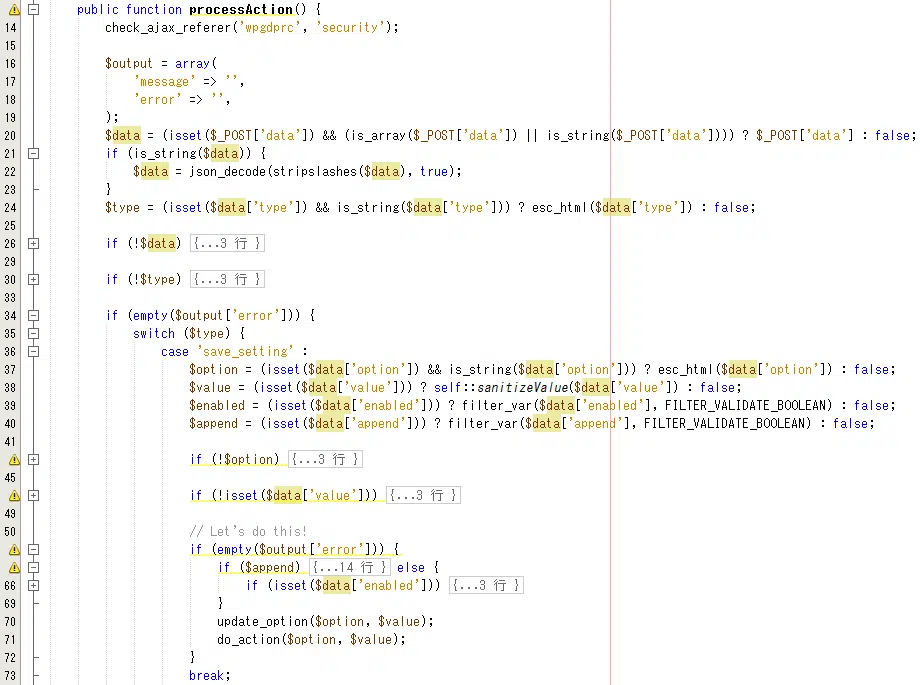 public function processAction() {
14 check_ajax_referer('wpgdprc', 'security');
15
16 $output = array(
17 'message' => '',
18 'error' => '',
19 );
20 $data = (isset($_POST['data']) && (is_array($_POST['data']) || is_string($_POST['data']))) ? $_POST['data'] : false;
21 if (is_string($data)) {
22 $data = json_decode(stripslashes($data), true);
23 }
24 $type = (isset($data['type']) && is_string($data['type'])) ? esc_html($data['type']) : false;
25
26 if (!$data) {...3 行 }
29
30 if (!$type) {...3 行 }
33
34 if (empty($output['error'])) {
35 switch ($type) {
36 case 'save_setting' :
37 $option = (isset($data['option']) && is_string($data['option'])) ? esc_html($data['option']) : false;
38 $value = (isset($data['value'])) ? self::sanitizeValue($data['value']) : false;
39 $enabled = (isset($data['enabled'])) ? filter_var($data['enabled'], FILTER_VALIDATE_BOOLEAN) : false;
40 $append = (isset($data['append'])) ? filter_var($data['append'], FILTER_VALIDATE_BOOLEAN) : false;
41
if (!$option) {...3 行 }
45
if (!isset($data['value'])) {...3 行 }
49
50 // Let's do this!
if (empty($output['error'])) {
if ($append) {...14 行 } else {
66 if (isset($data['enabled'])) {...3 行 }
69 }
70 update_option($option, $value);
71 do_action($option, $value);
72 }
73 break;